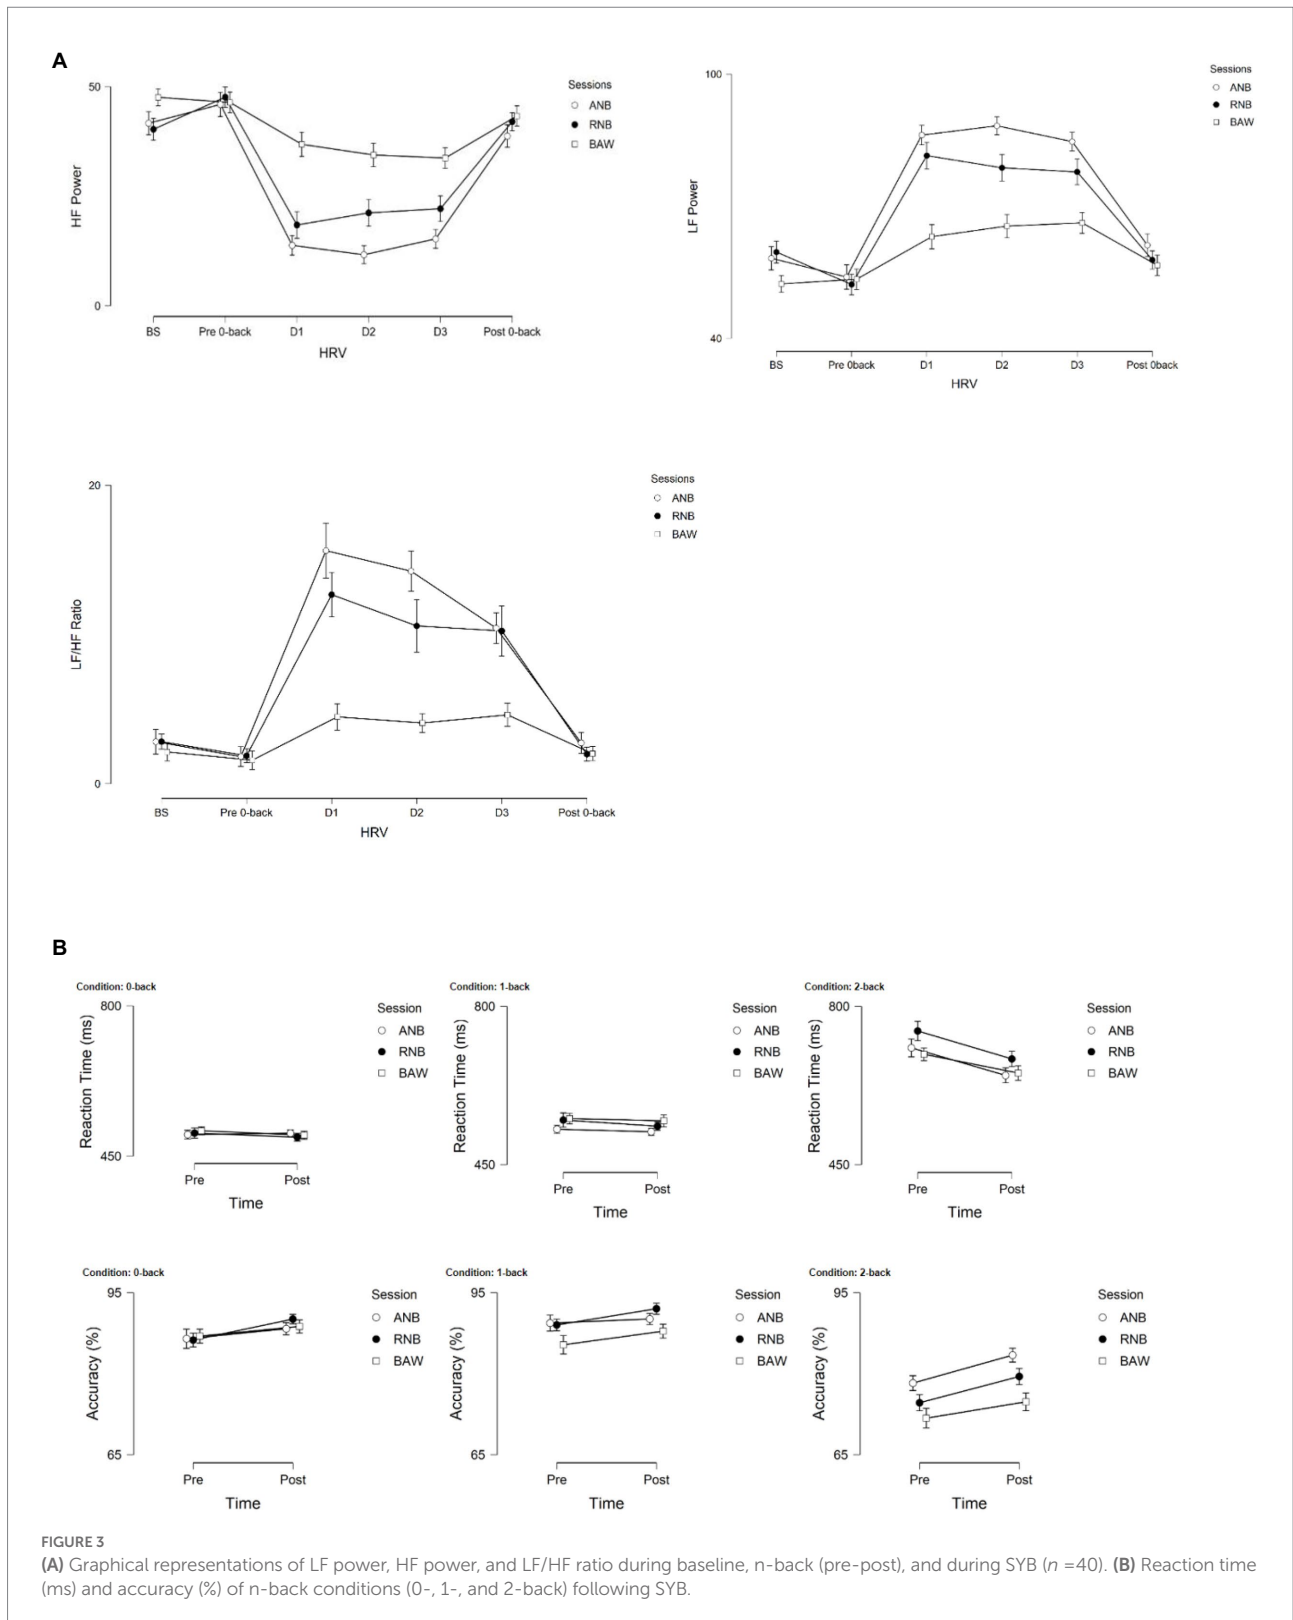 A
50
0
HF Power
BS
Pre 0-back
D1
D2
D3
Post 0-back
HRV
Sessions
ANB
RNB
BAW
100
40
LF Power
BS
Pre 0back
D1
D2
D3
Post 0back
HRV
Sessions
ANB
RNB
BAW
20
0
LF/HF Ratio
BS
Pre 0-back
D1
D2
D3
Post 0-back
HRV
Sessions
ANB
RNB
BAW
B
Condition: 0-back
800
450
Reaction Time (ms)
Pre
Post
Time
Session
ANB
RNB
BAW
Condition: 1-back
800
450
Reaction Time (ms)
Pre
Post
Time
Session
ANB
RNB
BAW
Condition: 2-back
800
450
Reaction Time (ms)
Pre
Post
Time
Session
ANB
RNB
BAW
Condition: 0-back
95
65
Accuracy (%)
Pre
Post
Time
Session
ANB
RNB
BAW
Condition: 1-back
95
65
Accuracy (%)
Pre
Post
Time
Session
ANB
RNB
BAW
Condition: 2-back
95
65
Accuracy (%)
Pre
Post
Time
Session
ANB
RNB
BAW
FIGURE 3
(A) Graphical representations of LF power, HF power, and LF/HF ratio during baseline, n-back (pre-post), and during SYB (n =40). (B) Reaction time
(ms) and accuracy (%) of n-back conditions (0-, 1-, and 2-back) following SYB.